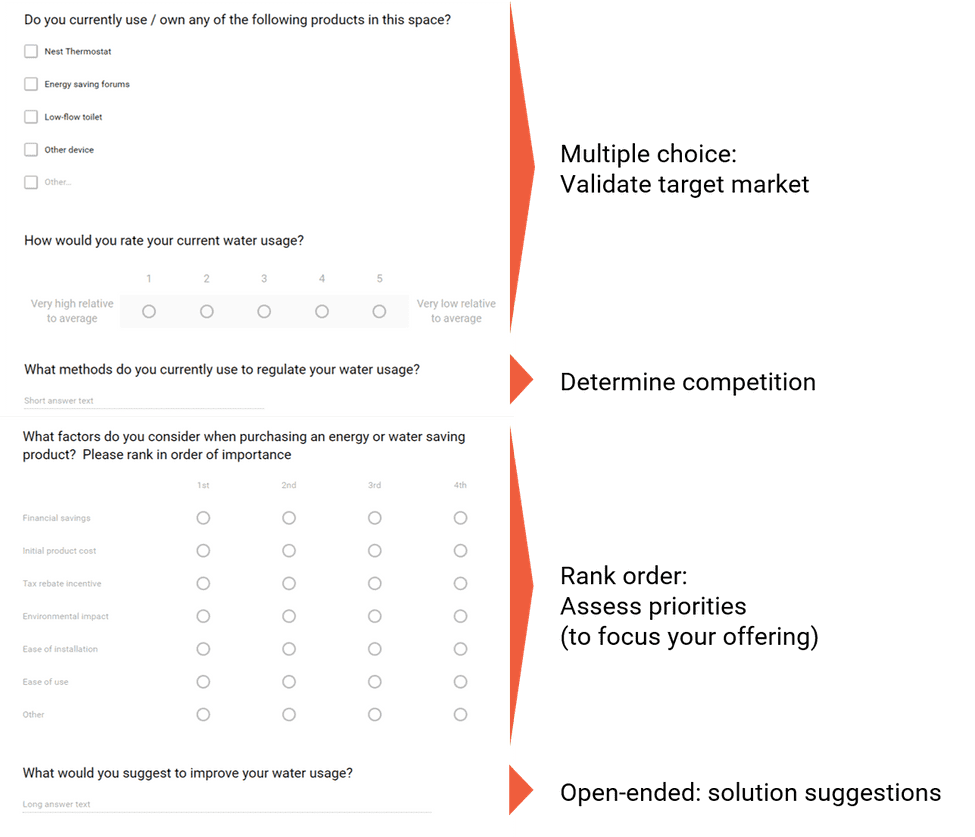 Do you currently use / own any of the following products in this space?
Nest Thermostat
Energy saving forums
Low-flow toilet
Other device
Other...
Multiple choice:
Validate target market
How would you rate your current water usage?
1 2 3 4 5
Very high relative
to average
Very low relative
to average
What methods do you currently use to regulate your water usage?
Short answer text
Determine competition
What factors do you consider when purchasing an energy or water saving
product?  Please rank in order of importance
1st 2nd 3rd 4th
Financial savings
Initial product cost
Tax rebate incentive
Environmental impact
Ease of installation
Ease of use
Other
Rank order:
Assess priorities
(to focus your offering)
What would you suggest to improve your water usage?
Long answer text
Open-ended: solution suggestions